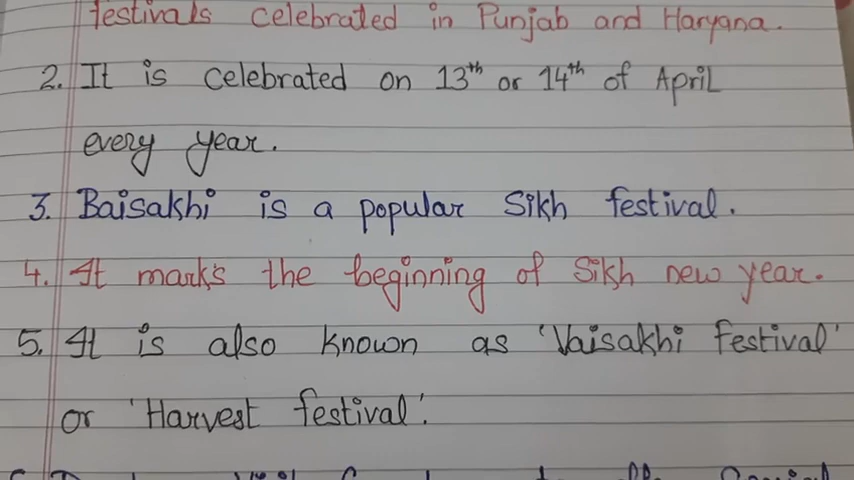 festivals celebrated in Punjab and Haryana.
2. It is celebrated on 13th or 14th of April
every year.
3. Baisakhi is a popular Sikh festival.
4. It marks the beginning of Sikh new year.
5. It is also known as 'Vaisakhi festival'
or 'Harvest festival'.